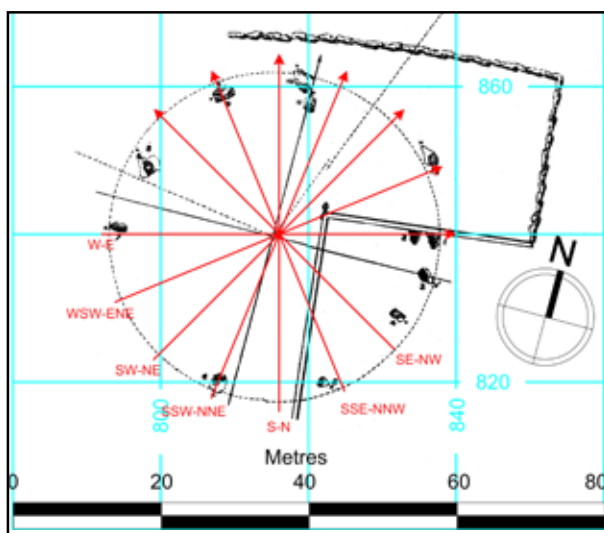 860
N
W-E
WSW-ENE
SW-NE
SE-NW
820
SSW-NNE
SSE-NNW
S-N
800
840
Metres
0 20 40 60 80